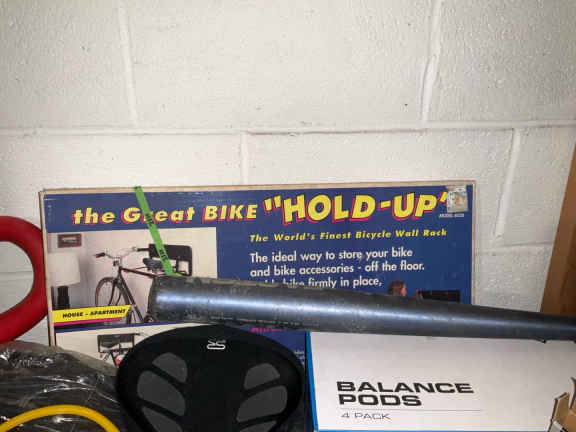 the Great BIKE "HOLD-UP"
The World's Finest Bicycle Wall Rack
The ideal way to store your bike
and bike accessories - off the floor.
bike firmly in place,
HOUSE - APARTMENT
BALANCE
PODS
4 PACK